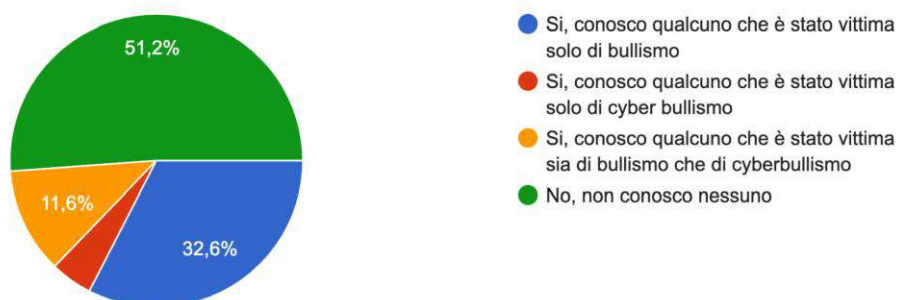 51,2%
11,6%
32,6%
Si, conosco qualcuno che è stato vittima
solo di bullismo
Si, conosco qualcuno che è stato vittima
solo di cyber bullismo
Si, conosco qualcuno che è stato vittima
sia di bullismo che di cyberbullismo
No, non conosco nessuno